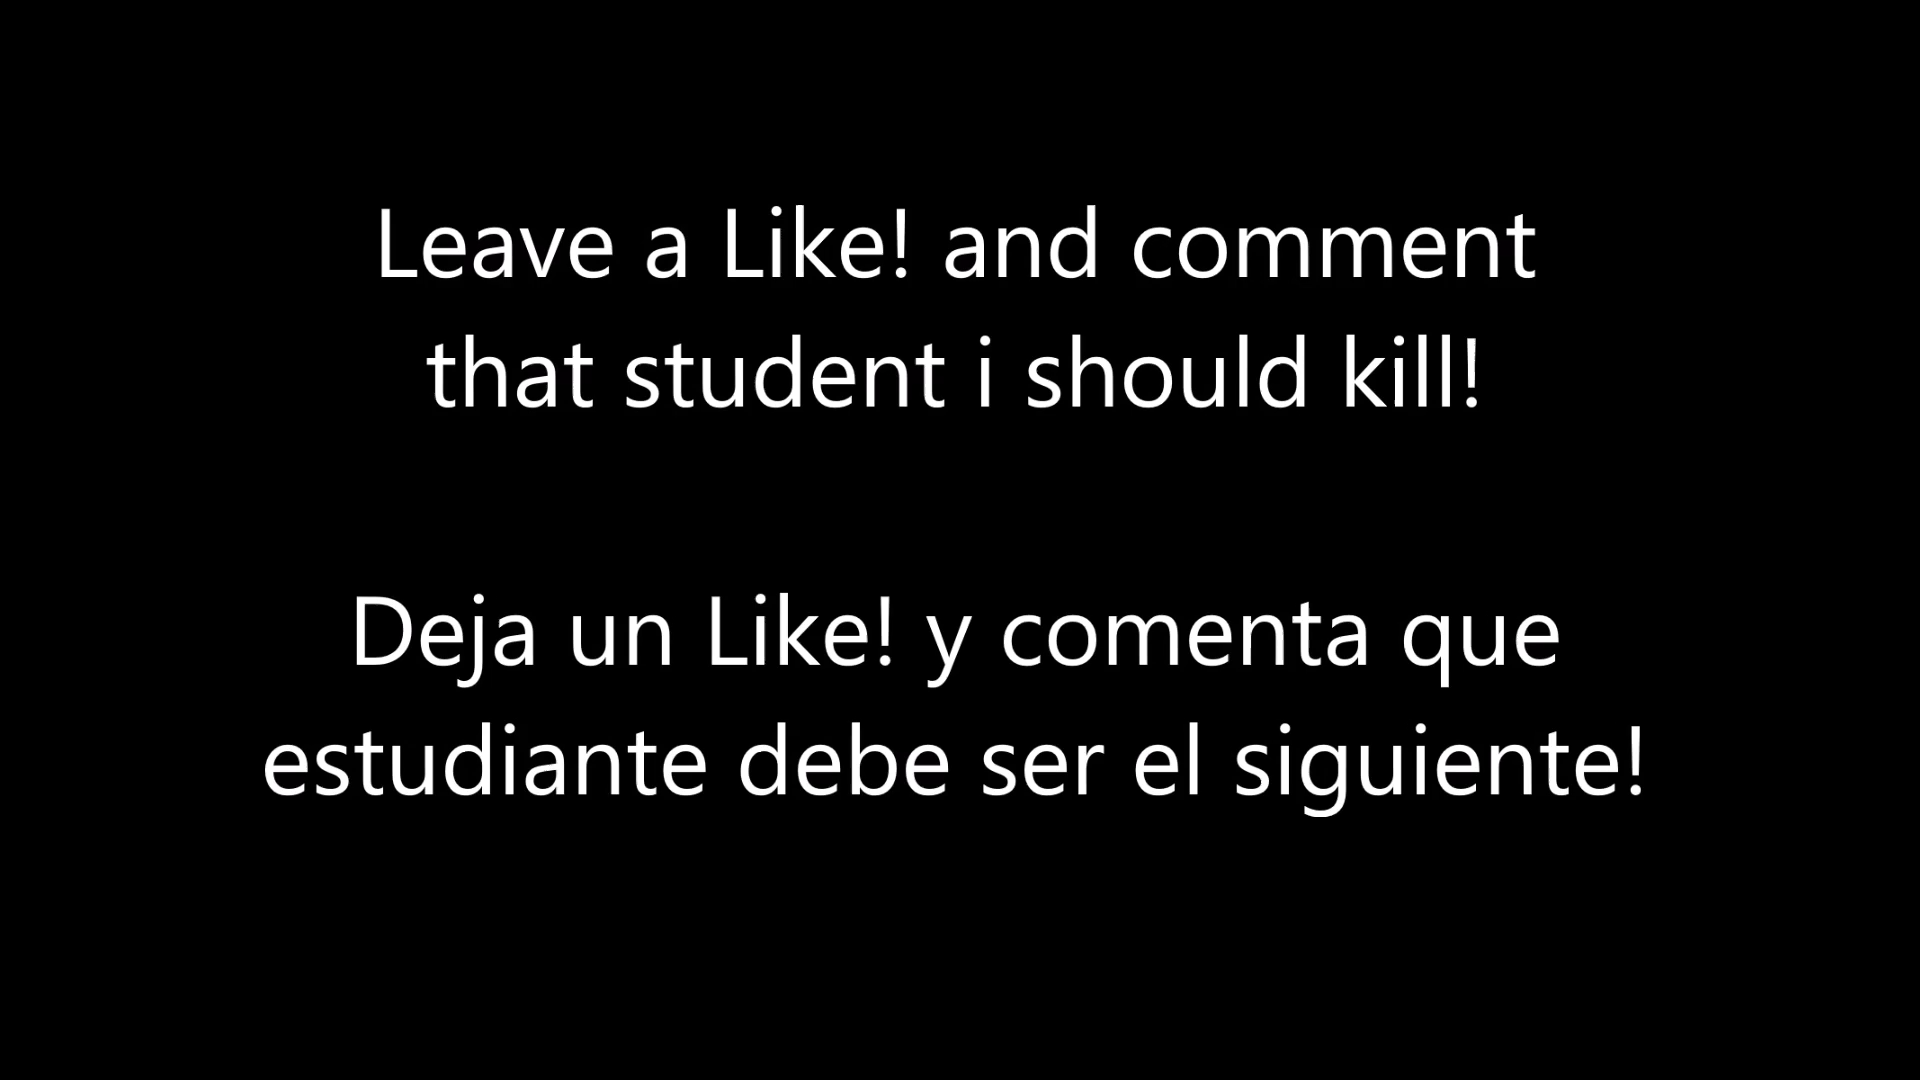 Leave a Like! and comment
that student i should kill!
Deja un Like! y comenta que
estudiante debe ser el siguiente!